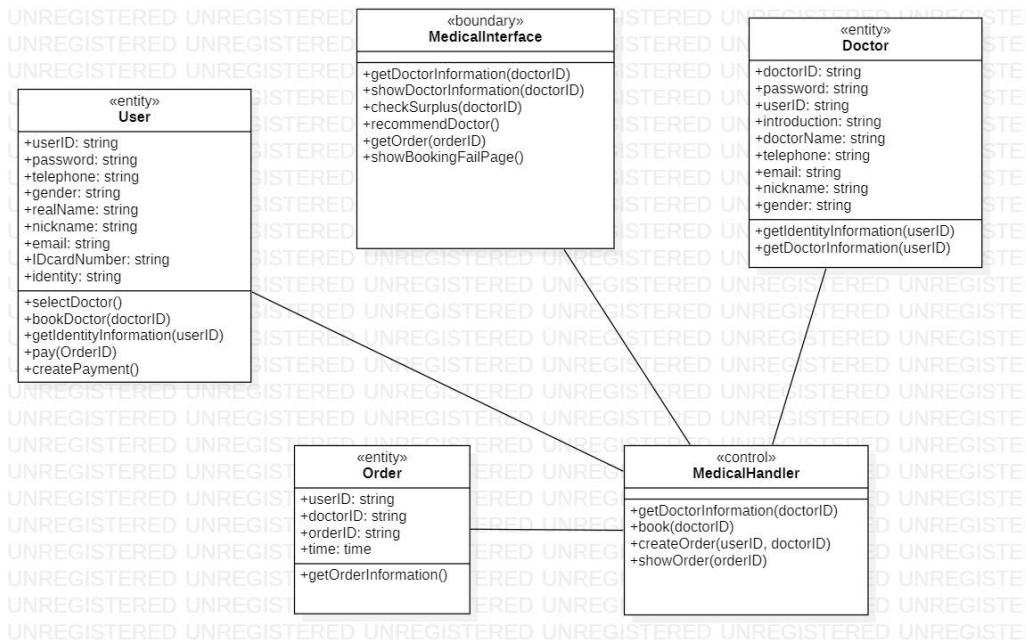 «boundary»
MedicalInterface
+getDoctorInformation(doctorID)
+showDoctorInformation(doctorID)
+checkSurplus(doctorID)
+recommendDoctor()
+getOrder(orderID)
+showBookingFailPage()
«entity»
Doctor
+doctorID: string
+password: string
+userID: string
+introduction: string
+doctorName: string
+telephone: string
+email: string
+nickname: string
+gender: string
+getIdentityInformation(userID)
+getDoctorInformation(userID)
«entity»
User
+userID: string
+password: string
+telephone: string
+gender: string
+realName: string
+nickname: string
+email: string
+IDcardNumber: string
+identity: string
+selectDoctor()
+bookDoctor(doctorID)
+getIdentityInformation(userID)
+pay(OrderID)
+createPayment()
«entity»
Order
+userID: string
+doctorID: string
+orderID: string
+time: time
+getOrderInformation()
«control»
MedicalHandler
+getDoctorInformation(doctorID)
+book(doctorID)
+createOrder(userID, doctorID)
+showOrder(orderID)
UNREGISTERED UNREGISTERED